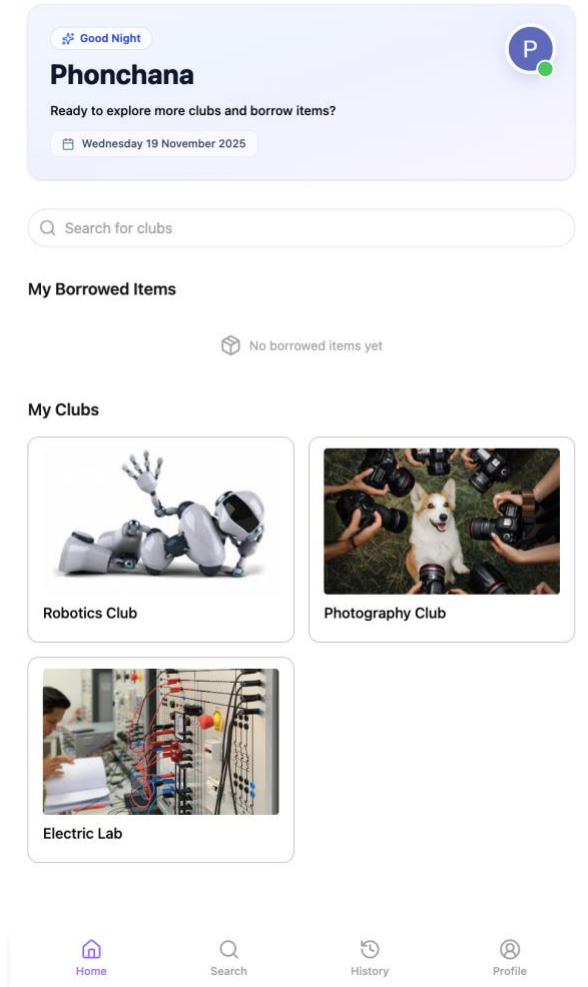 Good Night
P
Phonchana
Ready to explore more clubs and borrow items?
Wednesday 19 November 2025
Search for clubs
My Borrowed Items
No borrowed items yet
My Clubs
Robotics Club
Photography Club
Electric Lab
Home
Search
History
Profile